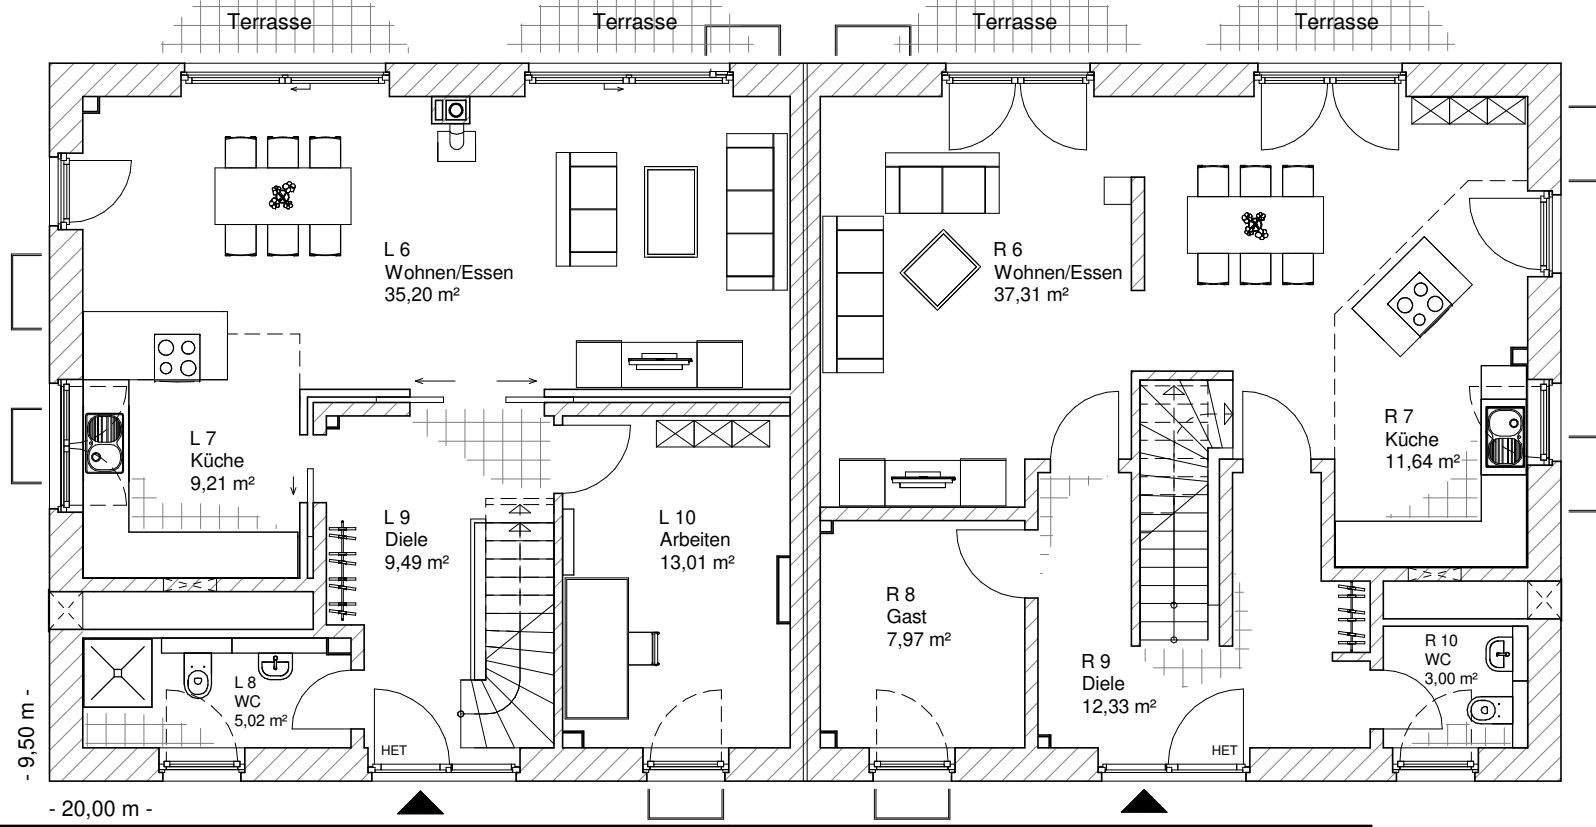 Terrasse
Terrasse
Terrasse
Terrasse
L 6
Wohnen/Essen
35,20 m²
R 6
Wohnen/Essen
37,31 m²
L 7
Küche
9,21 m²
R 7
Küche
11,64 m²
L 9
Diele
9,49 m²
L 10
Arbeiten
13,01 m²
R 8
Gast
7,97 m²
L 8
WC
5,02 m²
R 9
Diele
12,33 m²
R 10
WC
3,00 m²
HET
HET
- 9,50 m -
- 20,00 m -